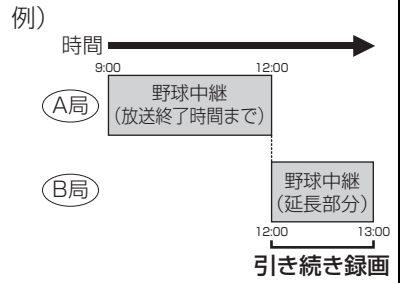 例）
時間
9:00
12:00
A局
野球中継
（放送終了時間まで）
B局
野球中継
（延長部分）
12:00
13:00
引き続き録画